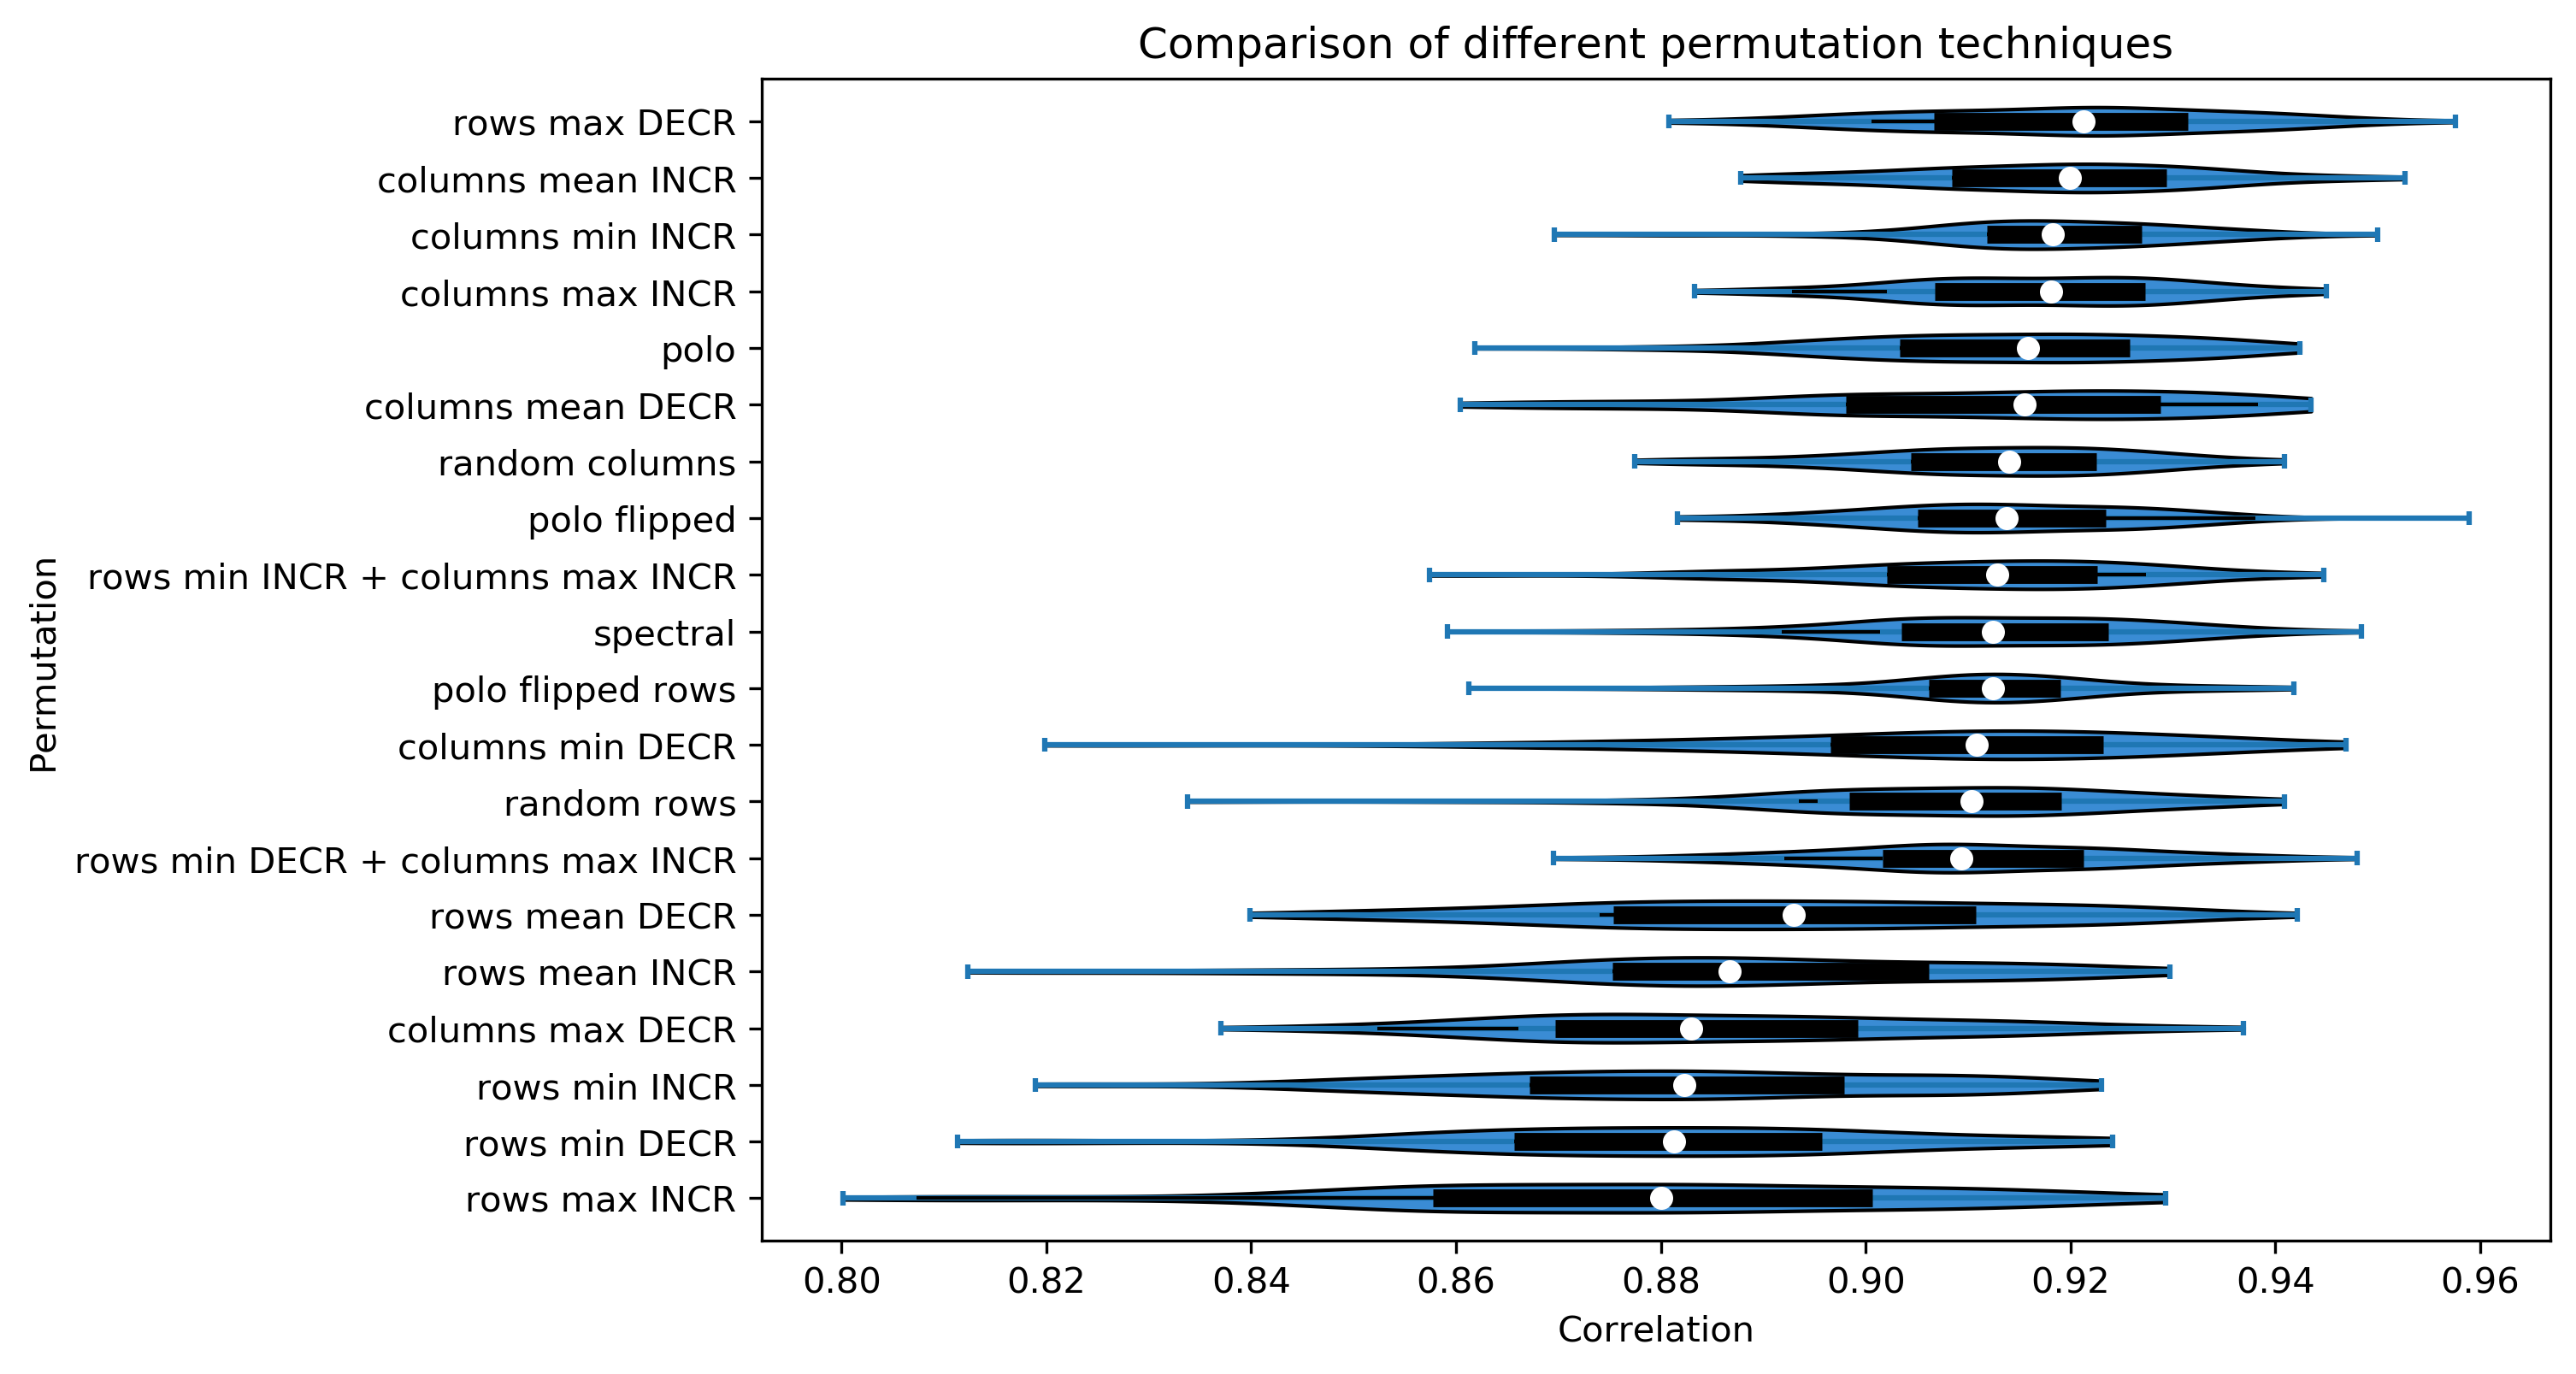 Comparison of different permutation techniques
Permutation
rows max DECR
columns mean INCR
columns min INCR
columns max INCR
polo
columns mean DECR
random columns
polo flipped
rows min INCR + columns max INCR
spectral
polo flipped rows
columns min DECR
random rows
rows min DECR + columns max INCR
rows mean DECR
rows mean INCR
columns max DECR
rows min INCR
rows min DECR
rows max INCR
0.80 0.82 0.84 0.86 0.88 0.90 0.92 0.94 0.96
Correlation